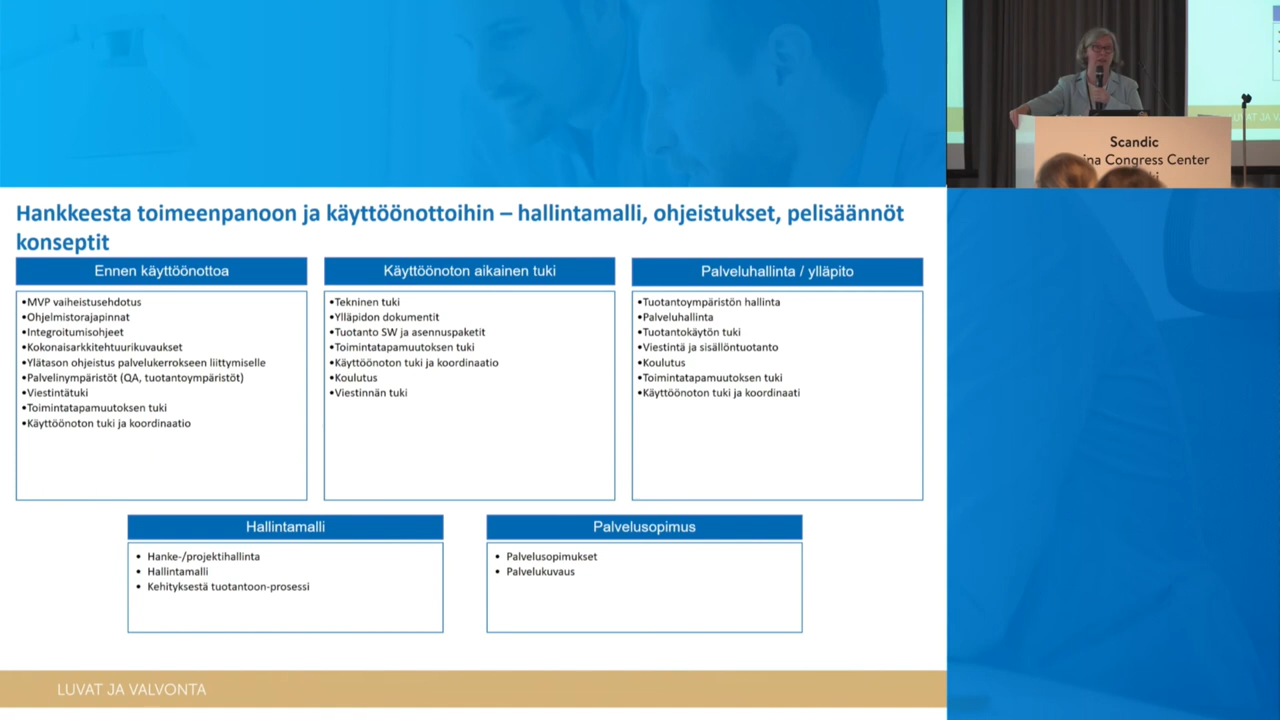 Hankkeesta toimeenpanoon ja käyttöönottoihin – hallintamalli, ohjeistukset, pelisäännöt
konseptit
Ennen käyttöönottoa
•MVP vaiheistusehdotus
•Ohjelmistorajapinnat
•Integroitumisohjeet
•Kokonaisarkkitehtuurikuvaukset
•Ylätason ohjeistus palvelukerrokseen liittymiselle
•Palvelinympäristöt (QA, tuotantoympäristöt)
•Viestintätuki
•Toimintatapamuutoksen tuki
•Käyttöönoton tuki ja koordinaatio
Käyttöönoton aikainen tuki
•Tekninen tuki
•Ylläpidon dokumentit
•Tuotanto SW ja asennuspaketit
•Toimintatapamuutoksen tuki
•Käyttöönoton tuki ja koordinaatio
•Koulutus
•Viestinnän tuki
Palveluhallinta / ylläpito
•Tuotantoympäristön hallinta
•Palveluhallinta
•Tuotantokäytön tuki
•Viestintä ja sisällöntuotanto
•Koulutus
•Toimintatapamuutoksen tuki
•Käyttöönoton tuki ja koordinaati
Hallintamalli
• Hanke-/projektihallinta
• Hallintamalli
• Kehityksestä tuotantoon-prosessi
Palvelusopimus
• Palvelusopimukset
• Palvelukuvaus
LUVAT JA VALVONTA
Scandic
Congress Center